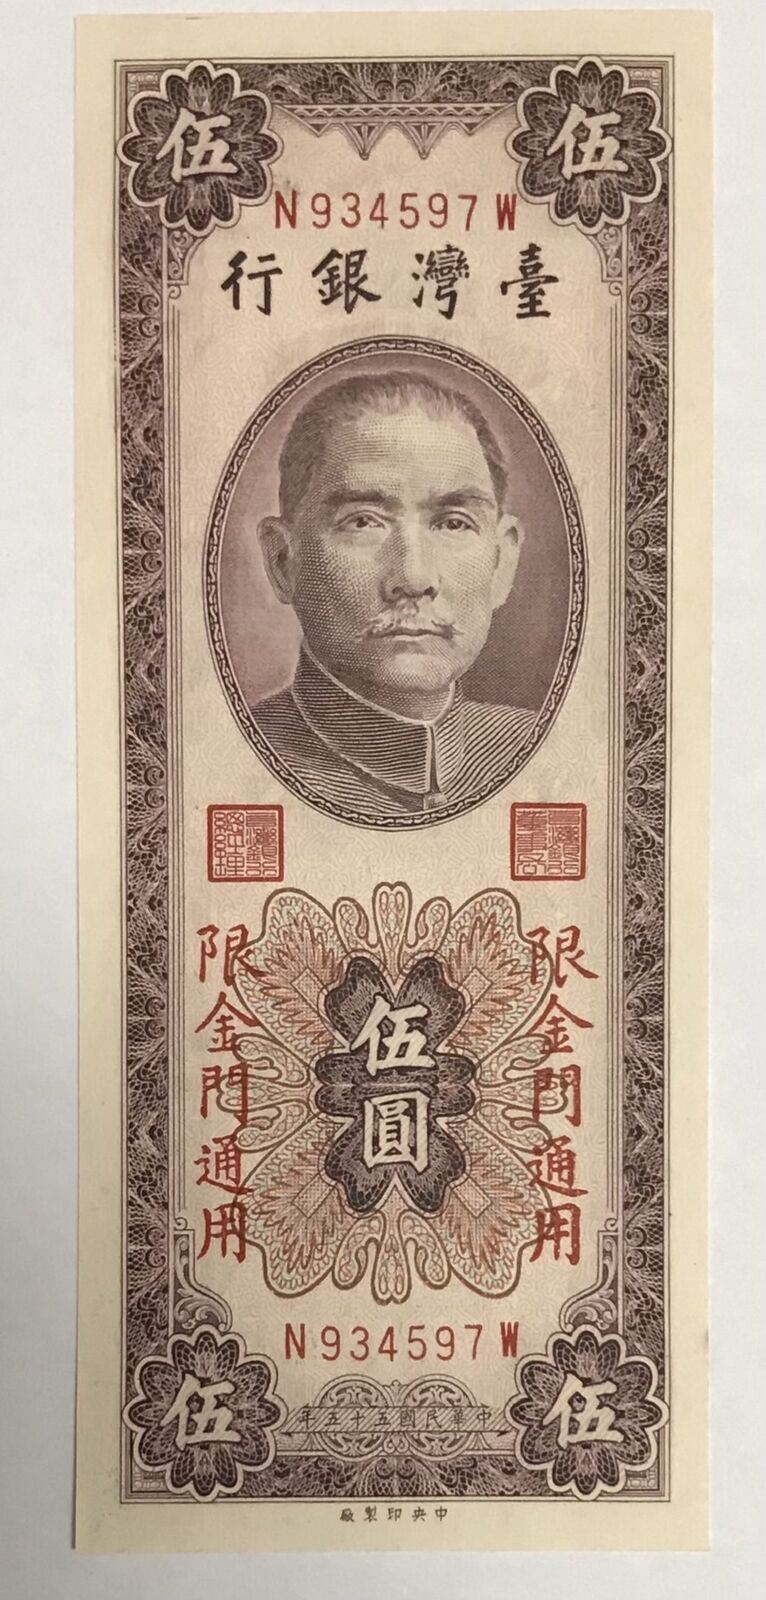 伍 伍
N934597W
臺灣銀行
限金門通用 限金門通用
伍圓
N934597W
伍 伍
中華民國五十五年
中央印製廠